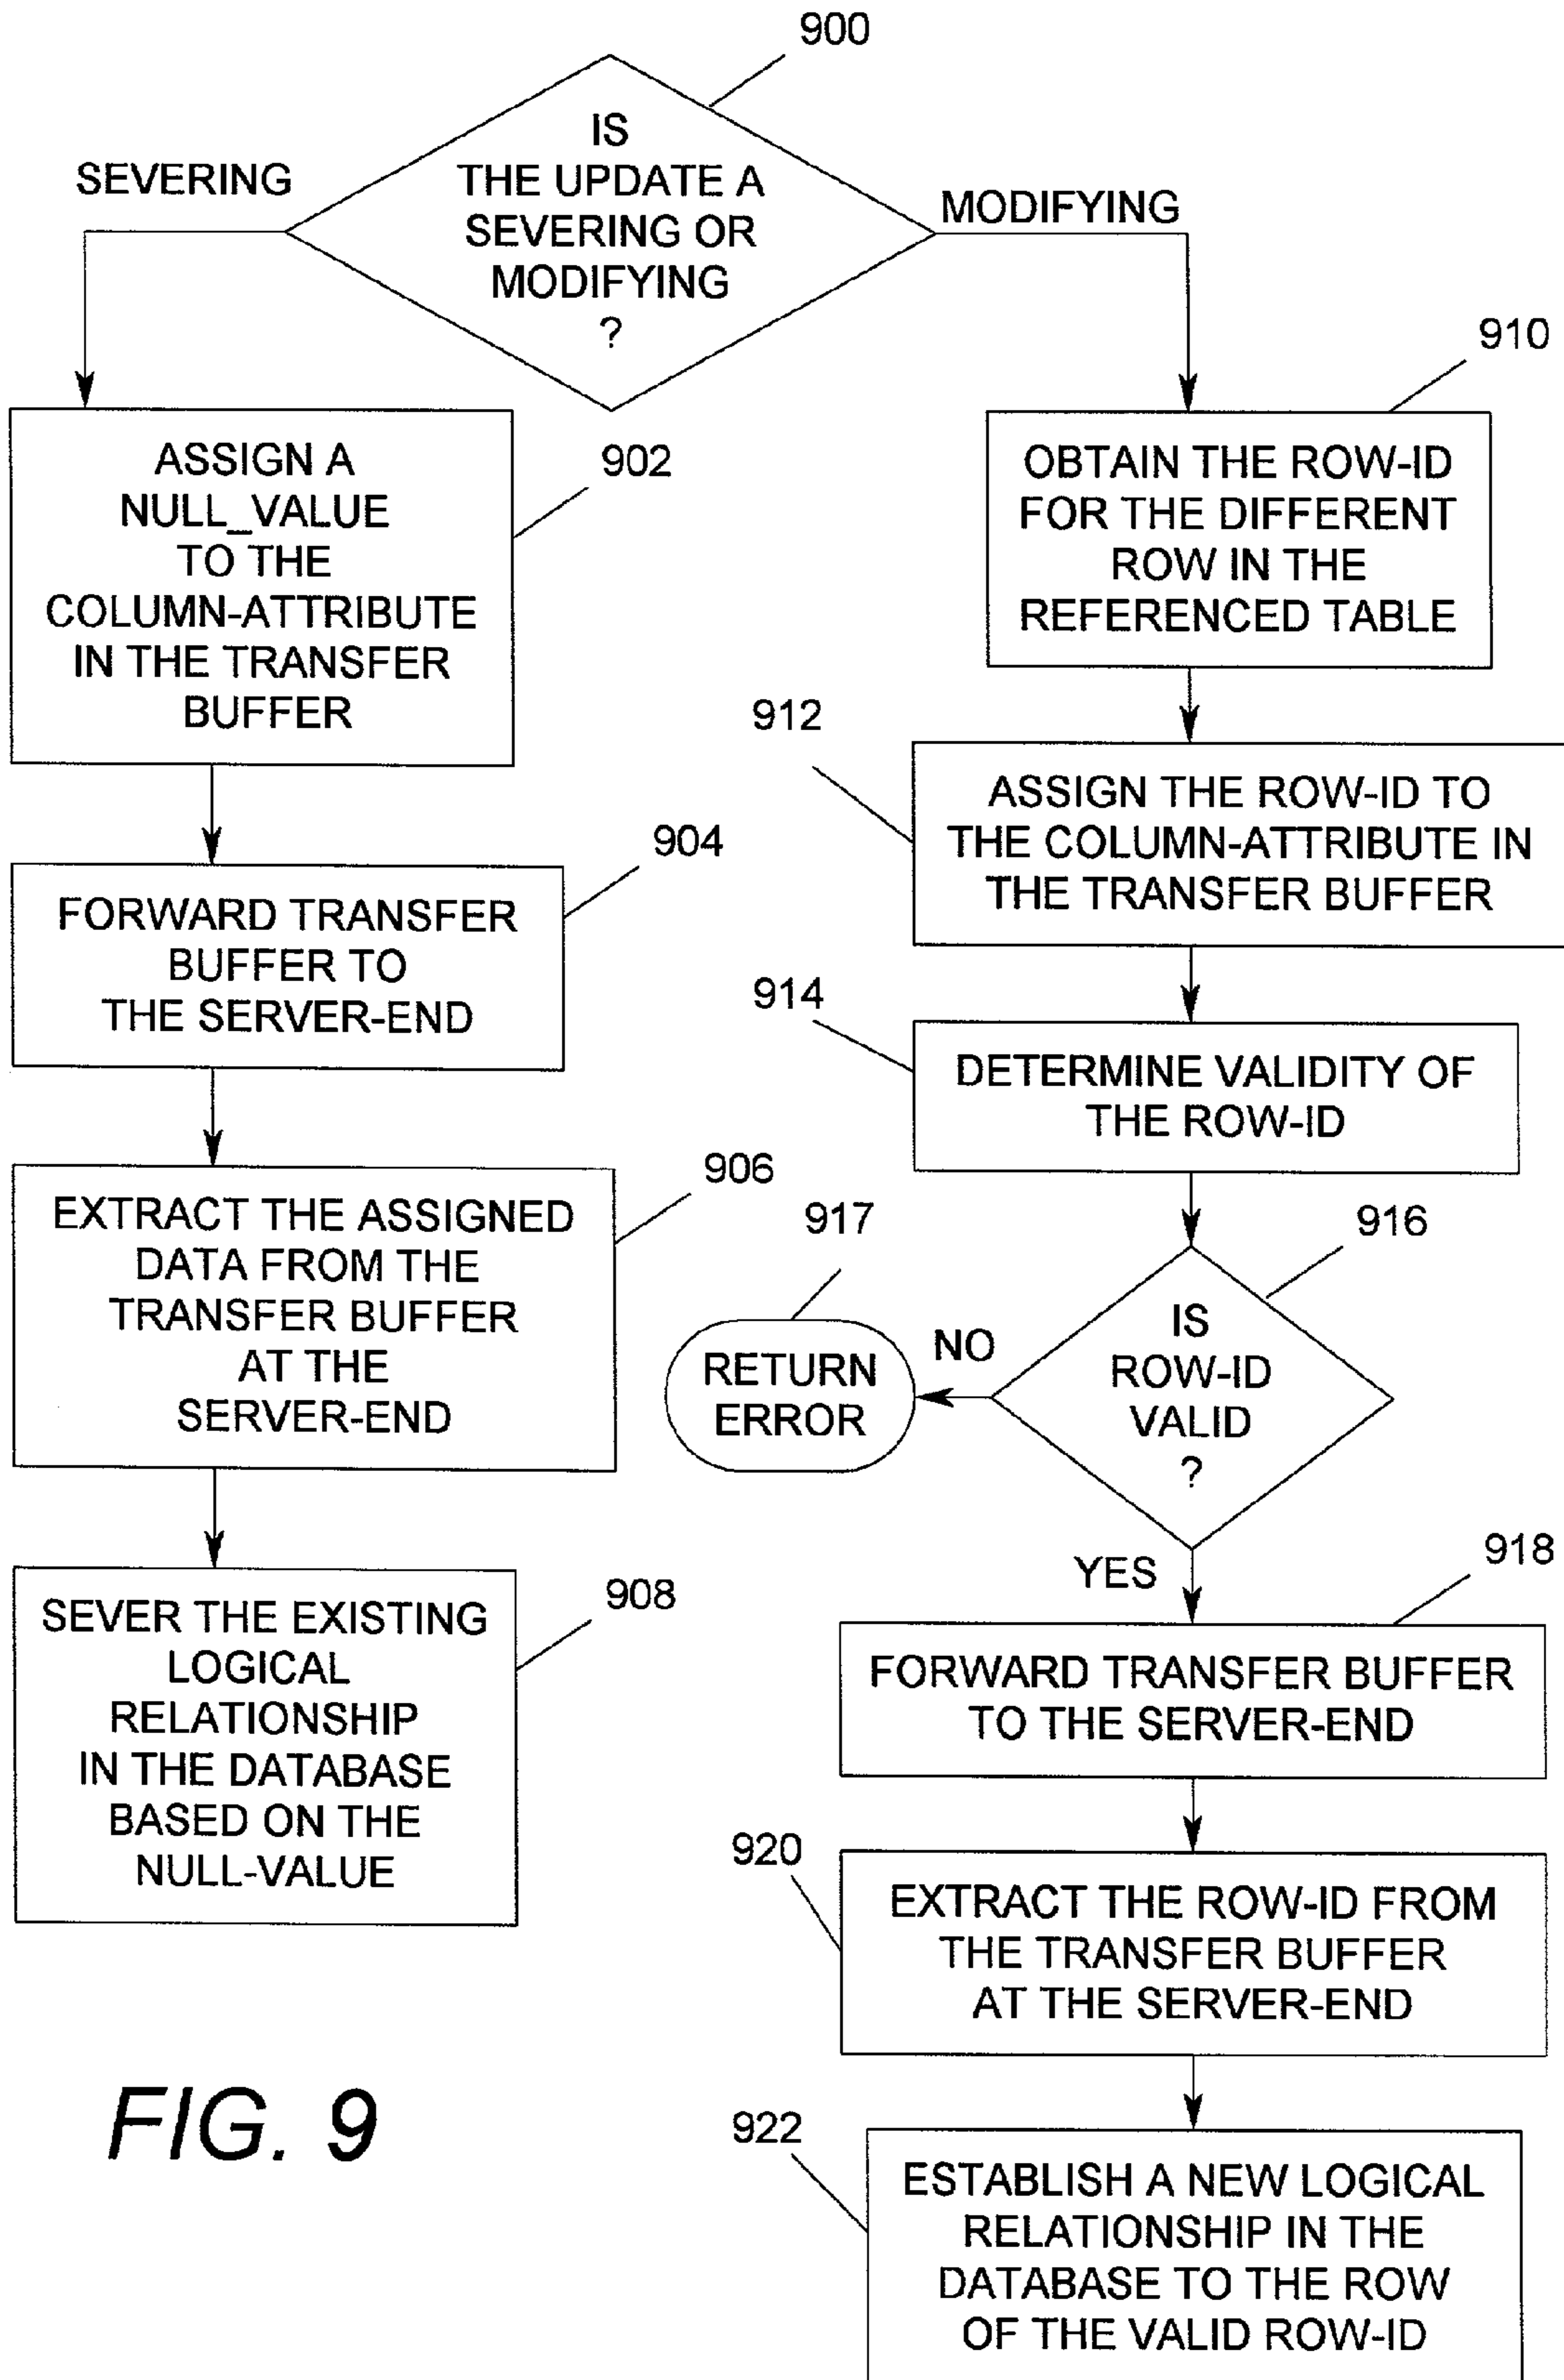 900
IS
THE UPDATE A
SEVERING OR
MODIFYING
?
SEVERING
MODIFYING
902
ASSIGN A
NULL_VALUE
TO THE
COLUMN-ATTRIBUTE
IN THE TRANSFER
BUFFER
904
FORWARD TRANSFER
BUFFER TO
THE SERVER-END
906
EXTRACT THE ASSIGNED
DATA FROM THE
TRANSFER BUFFER
AT THE
SERVER-END
908
SEVER THE EXISTING
LOGICAL
RELATIONSHIP
IN THE DATABASE
BASED ON THE
NULL-VALUE
910
OBTAIN THE ROW-ID
FOR THE DIFFERENT
ROW IN THE
REFERENCED TABLE
912
ASSIGN THE ROW-ID TO
THE COLUMN-ATTRIBUTE IN
THE TRANSFER BUFFER
914
DETERMINE VALIDITY OF
THE ROW-ID
916
IS
ROW-ID
VALID
?
NO
917
RETURN
ERROR
YES
918
FORWARD TRANSFER BUFFER
TO THE SERVER-END
920
EXTRACT THE ROW-ID FROM
THE TRANSFER BUFFER
AT THE SERVER-END
922
ESTABLISH A NEW LOGICAL
RELATIONSHIP IN THE
DATABASE TO THE ROW
OF THE VALID ROW-ID
FIG. 9